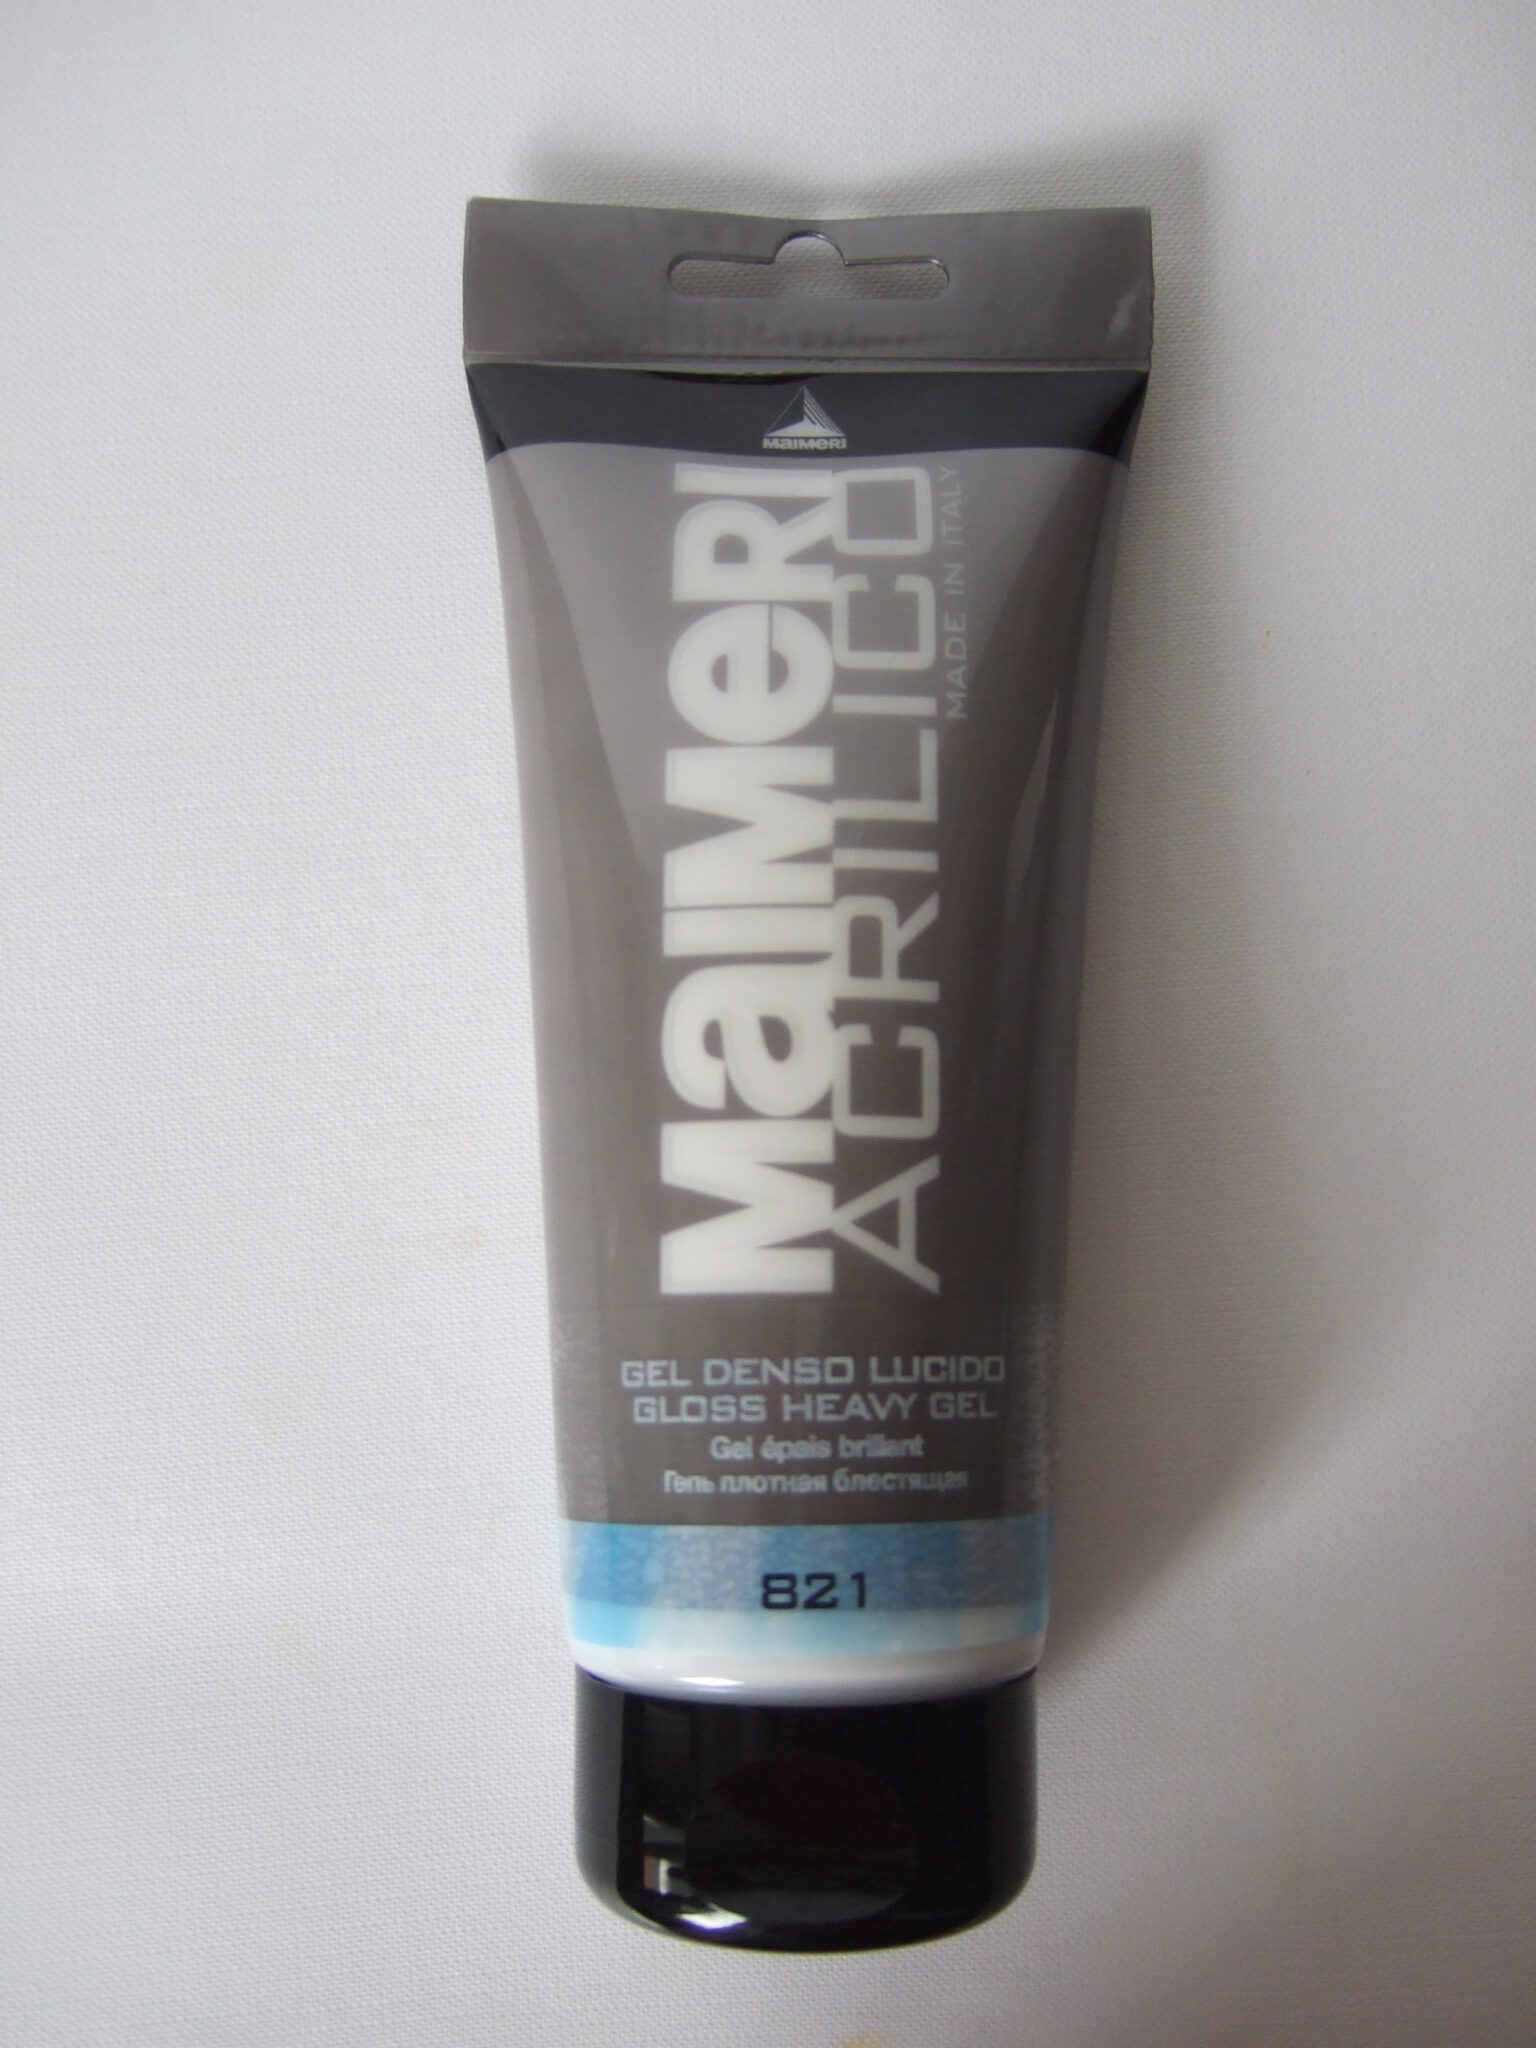 MaIMeRI
MaIMeRI
ACRILICO
MADE IN ITALY
GEL DENSO LUCIDO
GLOSS HEAVY GEL
Gel épais brillant
Гель плотная блестящая
821